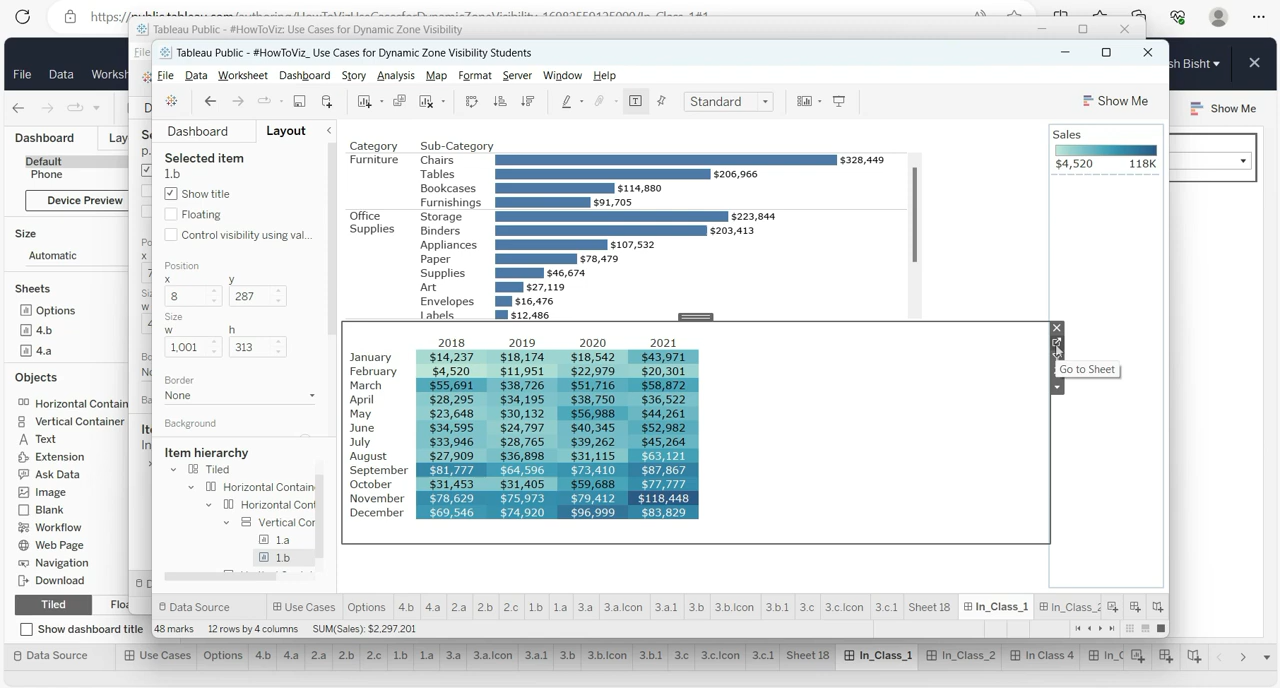 Tableau Public - #HowToViz: Use Cases for Dynamic Zone Visibility
Tableau Public - #HowToViz_ Use Cases for Dynamic Zone Visibility Students
File Data Worksh
sh Bisht
File Data Worksheet Dashboard Story Analysis Map Format Server Window Help
Standard
Show Me
Show Me
Dashboard Lay
Default
Phone
Device Preview
Size
Automatic
Sheets
Options
4.b
4.a
Objects
Horizontal Contain
Vertical Container
Text
Extension
Ask Data
Image
Blank
Workflow
Web Page
Navigation
Download
Tiled Floa
Show dashboard title
Dashboard Layout
Selected item
1.b
Show title
Floating
Control visibility using val...
Position
x y
8 287
Size
w h
1,001 313
Border
None
Background
Item hierarchy
Tiled
Horizontal Contain
Horizontal Cont
Vertical Cor
1.a
1.b
Category Sub-Category
Furniture Chairs $328,449
Tables $206,966
Bookcases $114,880
Furnishings $91,705
Office Supplies Storage $223,844
Binders $203,413
Appliances $107,532
Paper $78,479
Supplies $46,674
Art $27,119
Envelopes $16,476
Labels $12,486
Sales
$4,520 118K
Go to Sheet
2018 2019 2020 2021
January $14,237 $18,174 $18,542 $43,971
February $4,520 $11,951 $22,979 $20,301
March $55,691 $38,726 $51,716 $58,872
April $28,295 $34,195 $38,750 $36,522
May $23,648 $30,132 $56,988 $44,261
June $34,595 $24,797 $40,345 $52,982
July $33,946 $28,765 $39,262 $45,264
August $27,909 $36,898 $31,115 $63,121
September $81,777 $64,596 $73,410 $87,867
October $31,453 $31,405 $59,688 $77,777
November $78,629 $75,973 $79,412 $118,448
December $69,546 $74,920 $96,999 $83,829
Data Source Use Cases Options 4.b 4.a 2.a 2.b 2.c 1.b 1.a 3.a 3.a.Icon 3.a.1 3.b 3.b.Icon 3.b.1 3.c 3.c.Icon 3.c.1 Sheet 18 In_Class_1 In_Class_2
48 marks 12 rows by 4 columns SUM(Sales): $2,297,201
Data Source Use Cases Options 4.b 4.a 2.a 2.b 2.c 1.b 1.a 3.a 3.a.Icon 3.a.1 3.b 3.b.Icon 3.b.1 3.c 3.c.Icon 3.c.1 Sheet 18 In_Class_1 In_Class_2 In Class 4 In_C